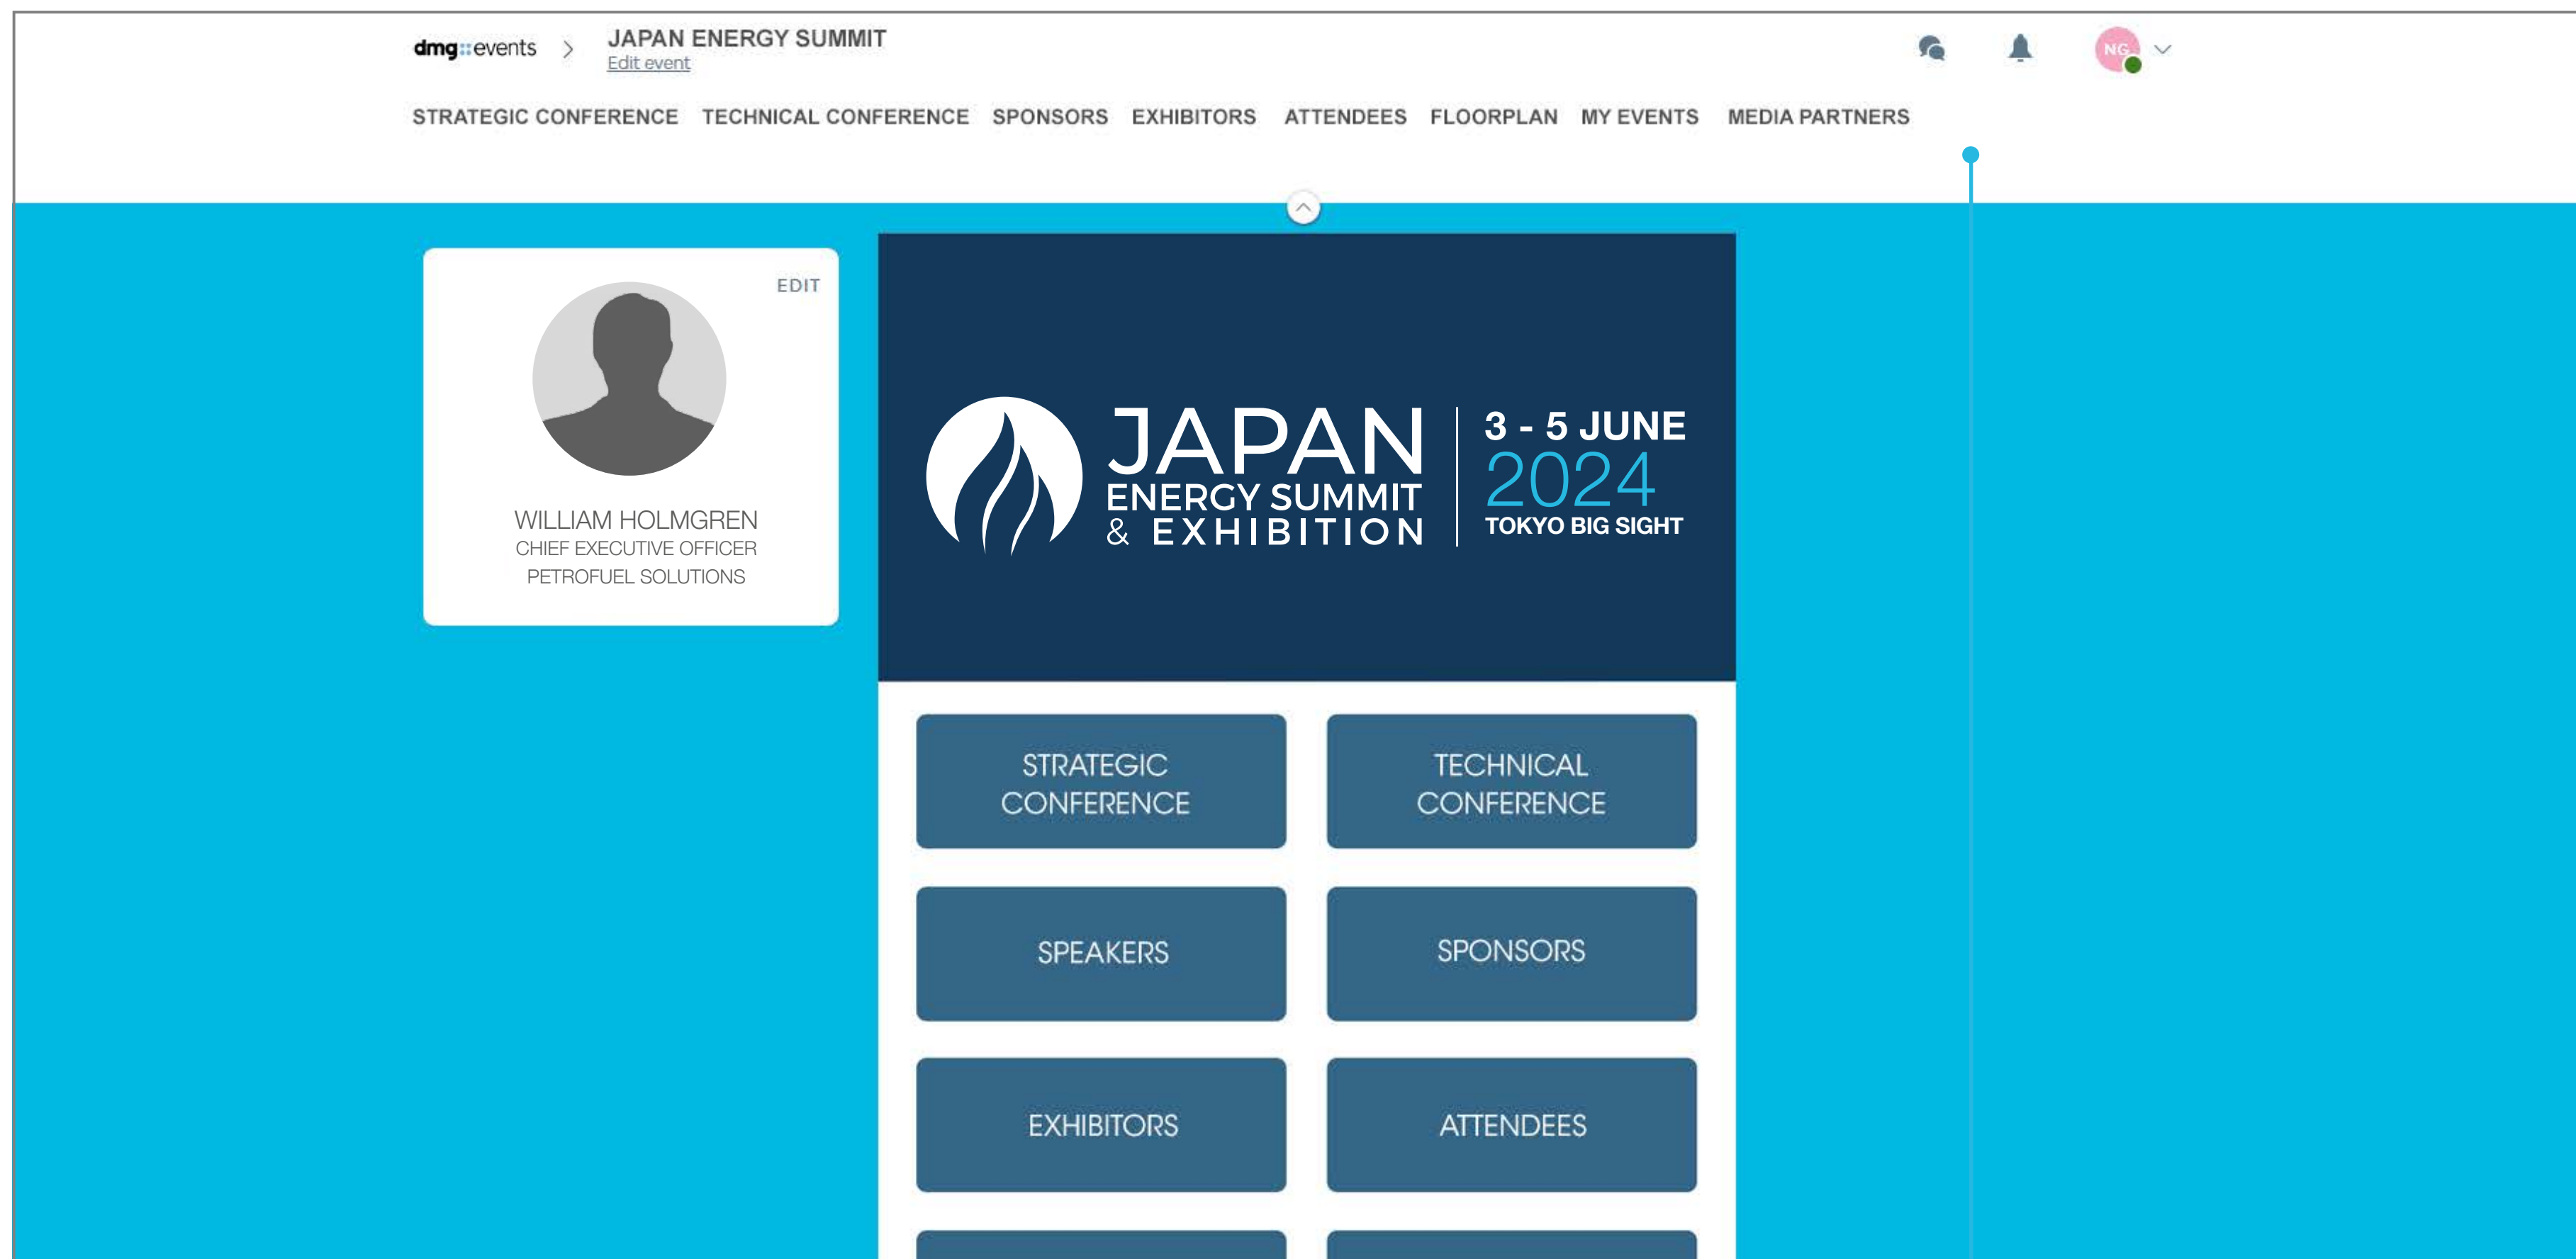 dmg::events > JAPAN ENERGY SUMMIT
Edit event
NG
STRATEGIC CONFERENCE TECHNICAL CONFERENCE SPONSORS EXHIBITORS ATTENDEES FLOORPLAN MY EVENTS MEDIA PARTNERS
EDIT
WILLIAM HOLMGREN
CHIEF EXECUTIVE OFFICER
PETROFUEL SOLUTIONS
JAPAN
ENERGY SUMMIT
& EXHIBITION
3 - 5 JUNE
2024
TOKYO BIG SIGHT
STRATEGIC
CONFERENCE
TECHNICAL
CONFERENCE
SPEAKERS
SPONSORS
EXHIBITORS
ATTENDEES